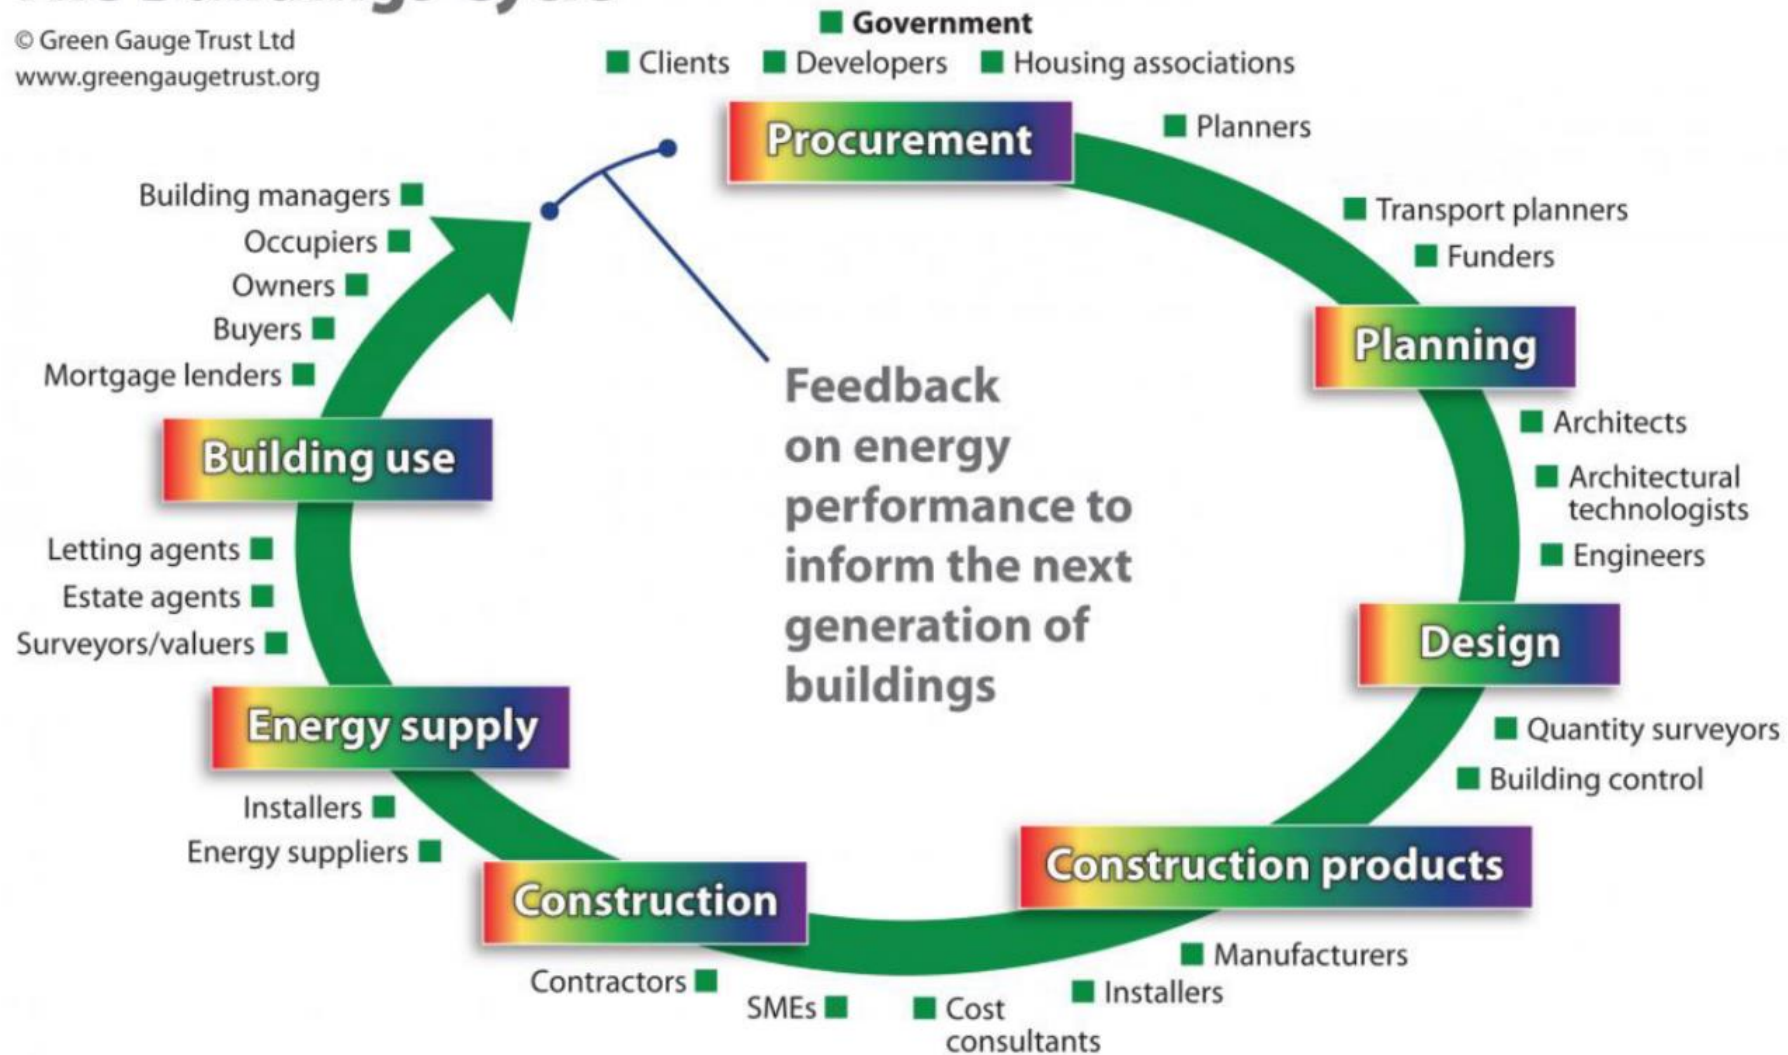 © Green Gauge Trust Ltd
www.greengaugetrust.org
Government
Clients
Developers
Housing associations
Procurement
Planners
Transport planners
Funders
Planning
Architects
Architectural
technologists
Engineers
Design
Quantity surveyors
Building control
Construction products
Manufacturers
Installers
Cost
consultants
SMEs
Contractors
Construction
Energy suppliers
Installers
Energy supply
Surveyors/valuers
Estate agents
Letting agents
Building use
Mortgage lenders
Buyers
Owners
Occupiers
Building managers
Feedback
on energy
performance to
inform the next
generation of
buildings